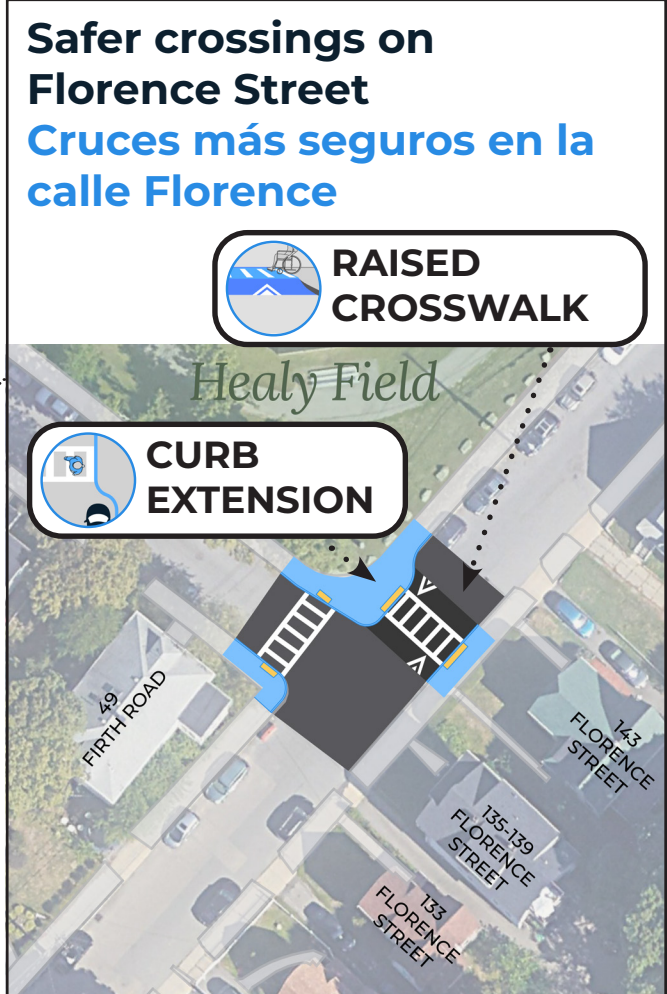 Safer crossings on
Florence Street
Cruces más seguros en la
calle Florence
RAISED
CROSSWALK
Healy Field
CURB
EXTENSION
49
FIRTH ROAD
143
FLORENCE
STREET
135-139
FLORENCE
STREET
133
FLORENCE
STREET